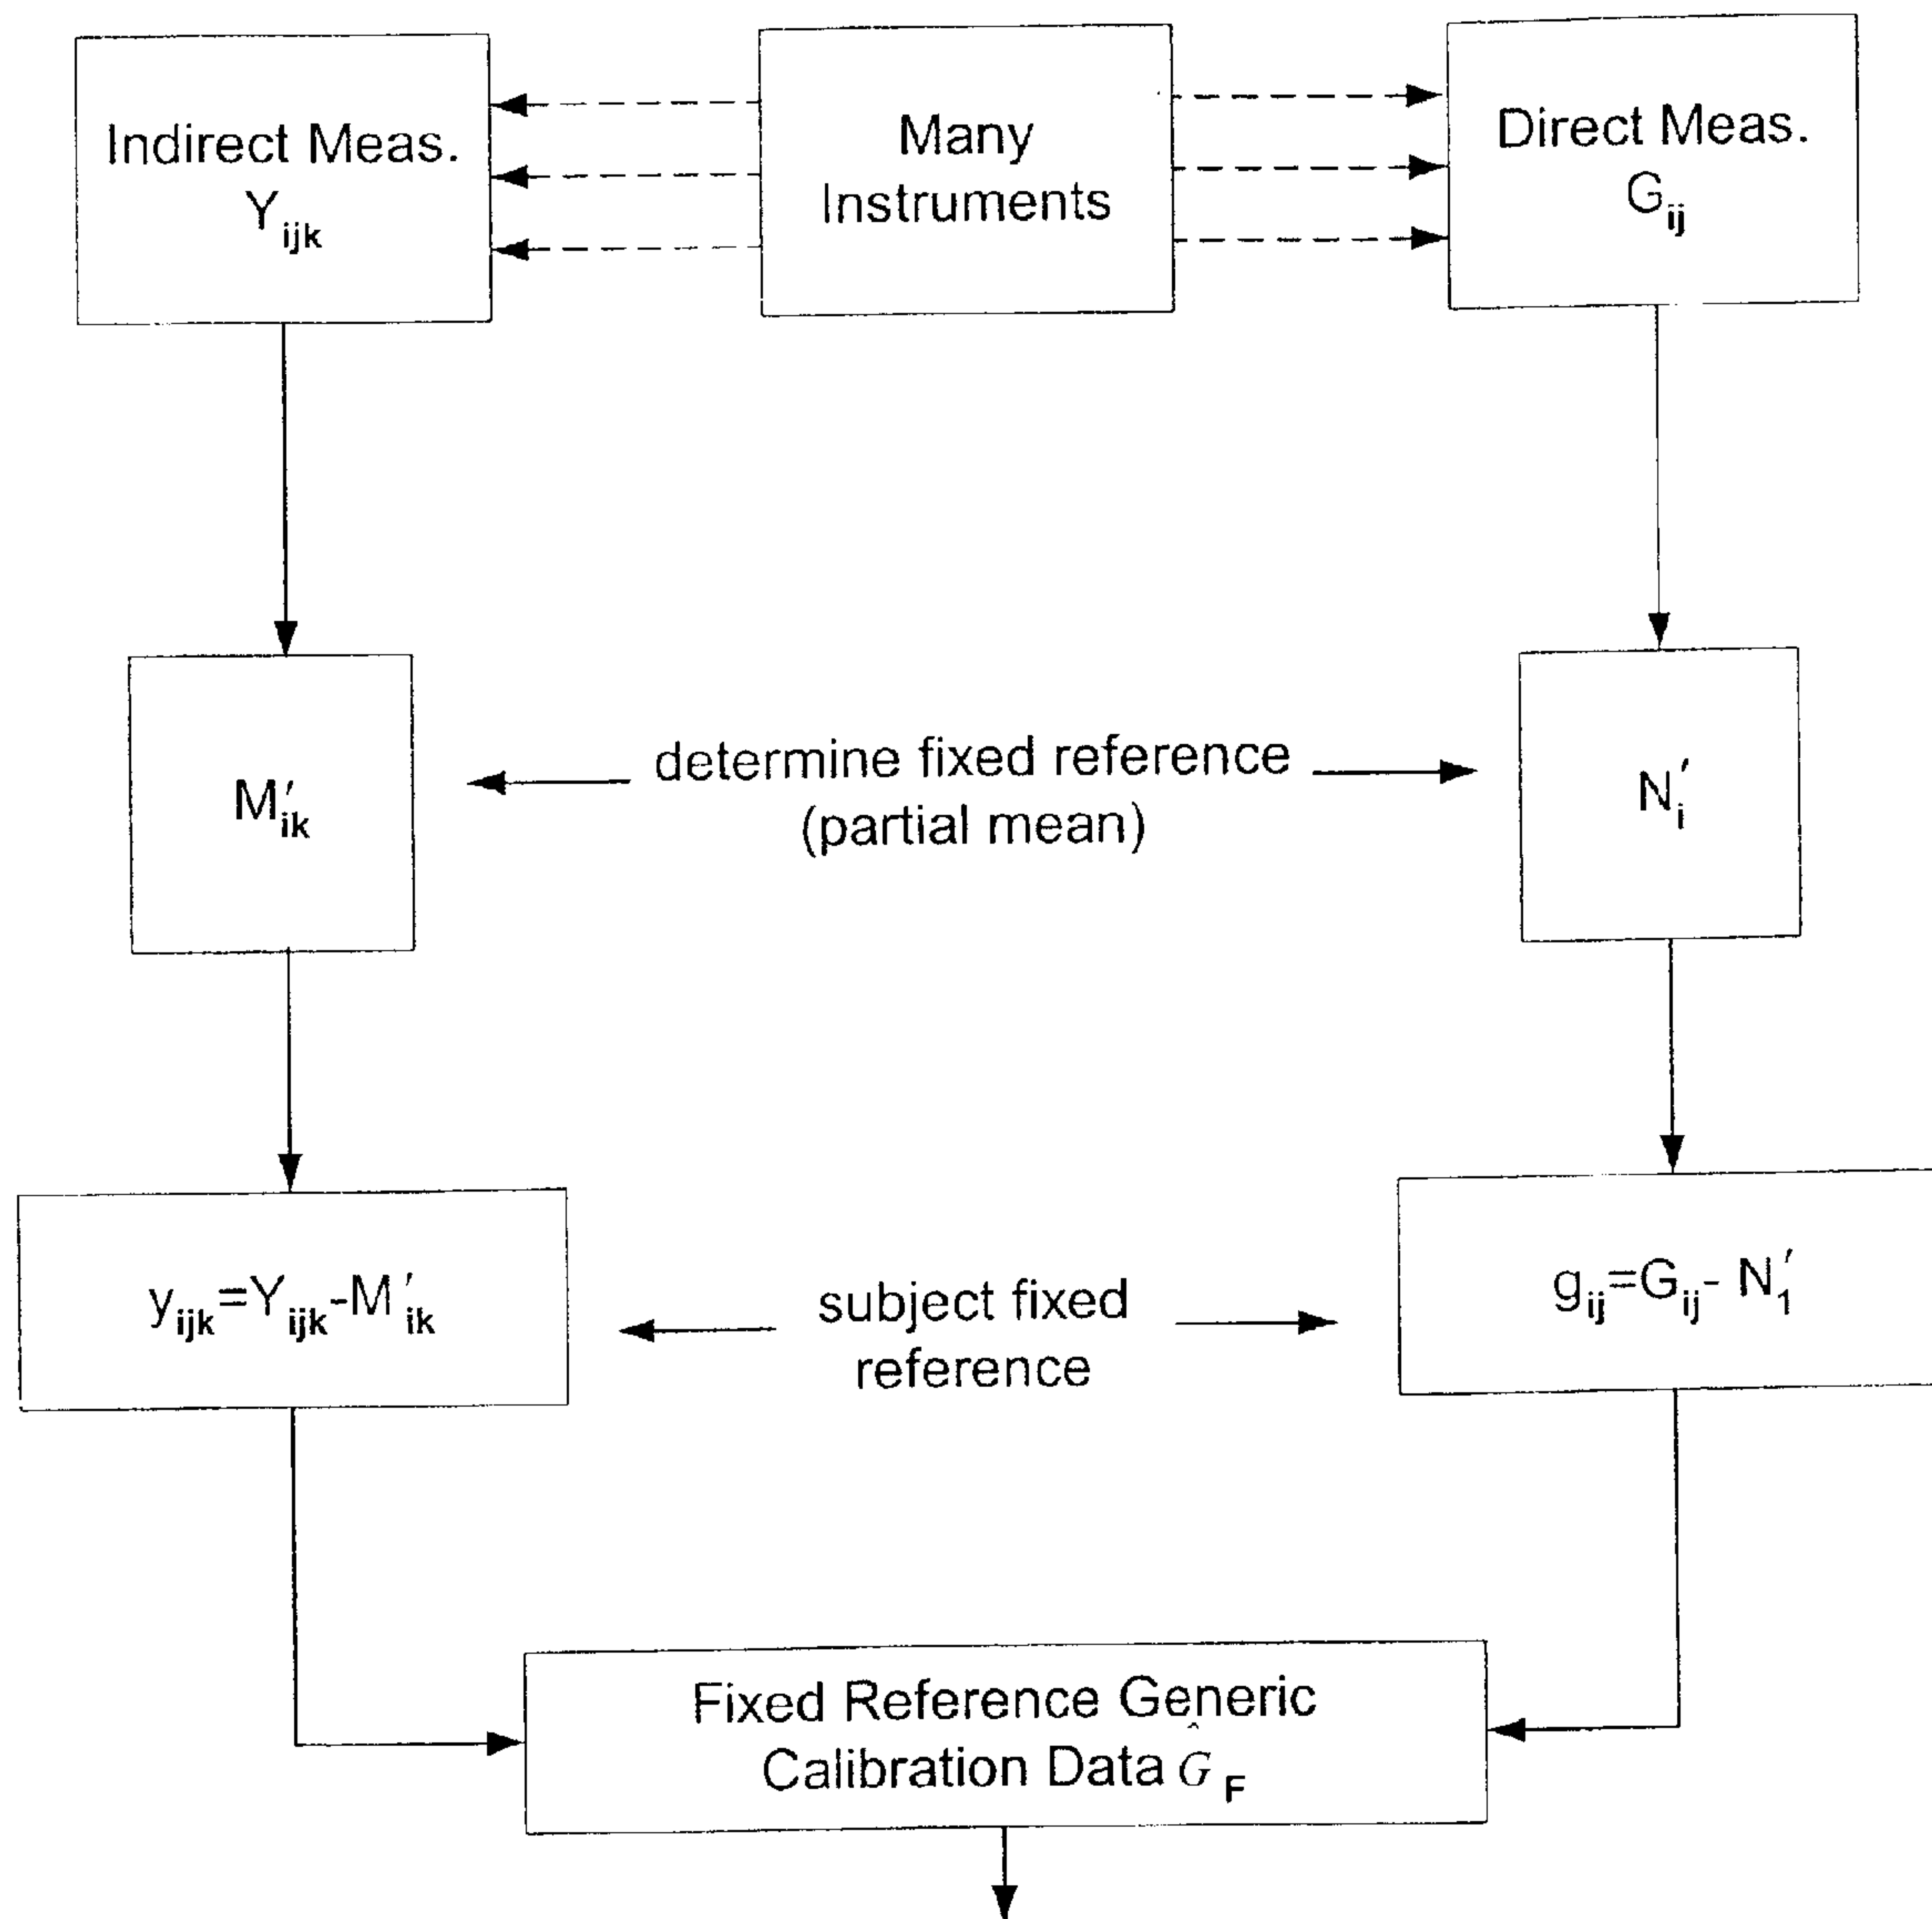 Indirect Meas.
Y_ijk
Many
Instruments
Direct Meas.
G_ij
M′_ik
determine fixed reference
(partial mean)
N′_i
y_ijk=Y_ijk-M′_ik
subject fixed
reference
g_ij=G_ij- N′_1
Fixed Reference Generic
Calibration Data Ĝ_F